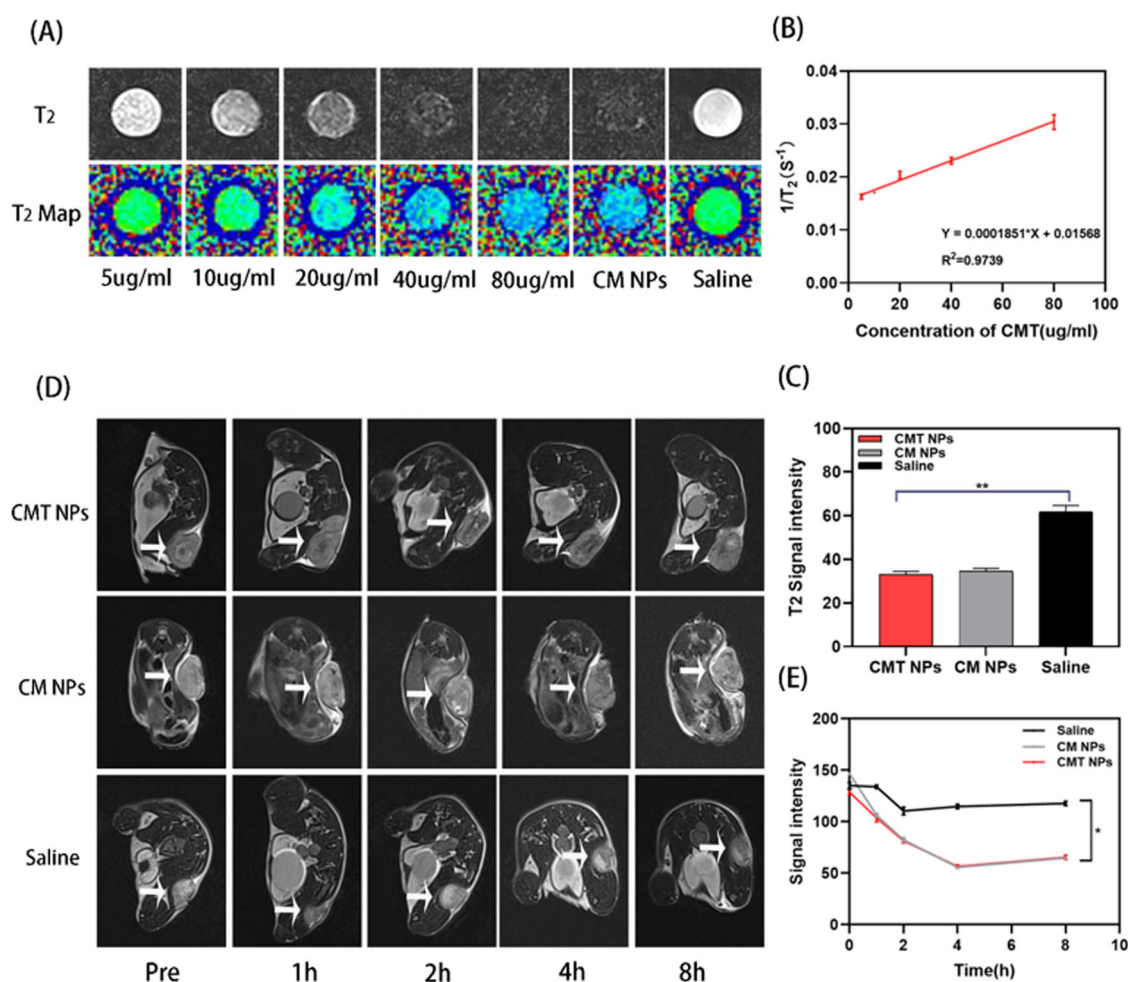 (A)
T2
T2 Map
5ug/ml 10ug/ml 20ug/ml 40ug/ml 80ug/ml CM NPs Saline
(B)
0.04
0.03
0.02
0.01
0.00
1/T2(s-1)
Y = 0.0001851*X + 0.01568
R2=0.9739
20 40 60 80 100
Concentration of CMT(ug/ml)
(D)
CMT NPs
CM NPs
Saline
Pre 1h 2h 4h 8h
(C)
100
80
60
40
20
0
T2 Signal intensity
CMT NPs
CM NPs
Saline
**
CMT NPs CM NPs Saline
(E)
200
150
100
50
0
Signal intensity
Saline
CM NPs
CMT NPs
*
0 2 4 6 8 10
Time(h)